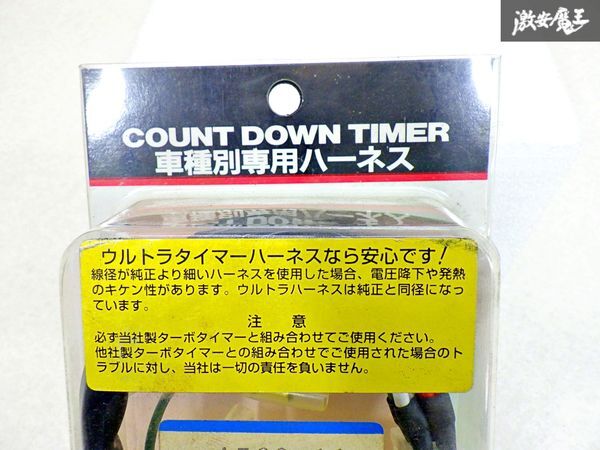 激安魔王
COUNT DOWN TIMER
車種別専用ハーネス
ウルトラタイマーハーネスなら安心です!
線径が純正より細いハーネスを使用した場合、電圧降下や発熱
のキケン性があります。ウルトラハーネスは純正と同径になっ
ています。
注 意
必ず当社製ターボタイマーと組み合わせてご使用ください。
他社製ターボタイマーとの組み合わせでご使用された場合のト
ラブルに対し、当社は一切の責任を負いません。